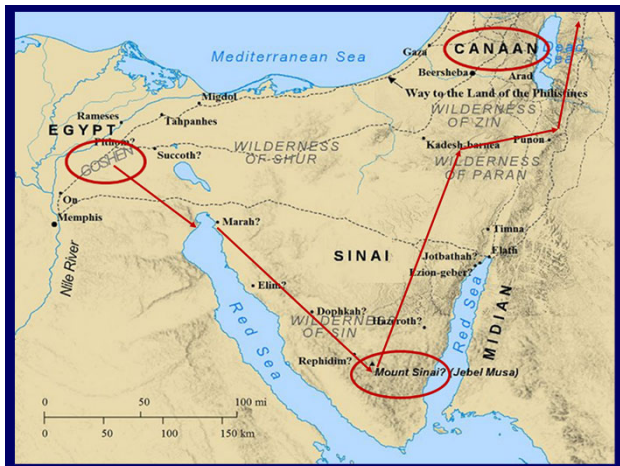 Mediterranean Sea
Gaza
CANAAN
Dead
Sea
Beersheba
Arad
Way to the Land of the Philistines
Migdol
WILDERNESS
OF ZIN
Rameses
Tahpanhes
EGYPT
Pithom?
GOSHEN
Succoth?
WILDERNESS
OF SHUR
Kadesh-barnea
Punon
WILDERNESS
OF PARAN
On
Memphis
Marah?
Timna
SINAI
Jotbathah?
Elath
Ezion-geber?
Nile River
Elim?
Red Sea
Dophkah?
WILDERNESS
OF SIN
Hazeroth?
Red Sea
MIDIAN
Rephidim?
Mount Sinai? (Jebel Musa)
0 50 100 mi
0 50 100 150 km